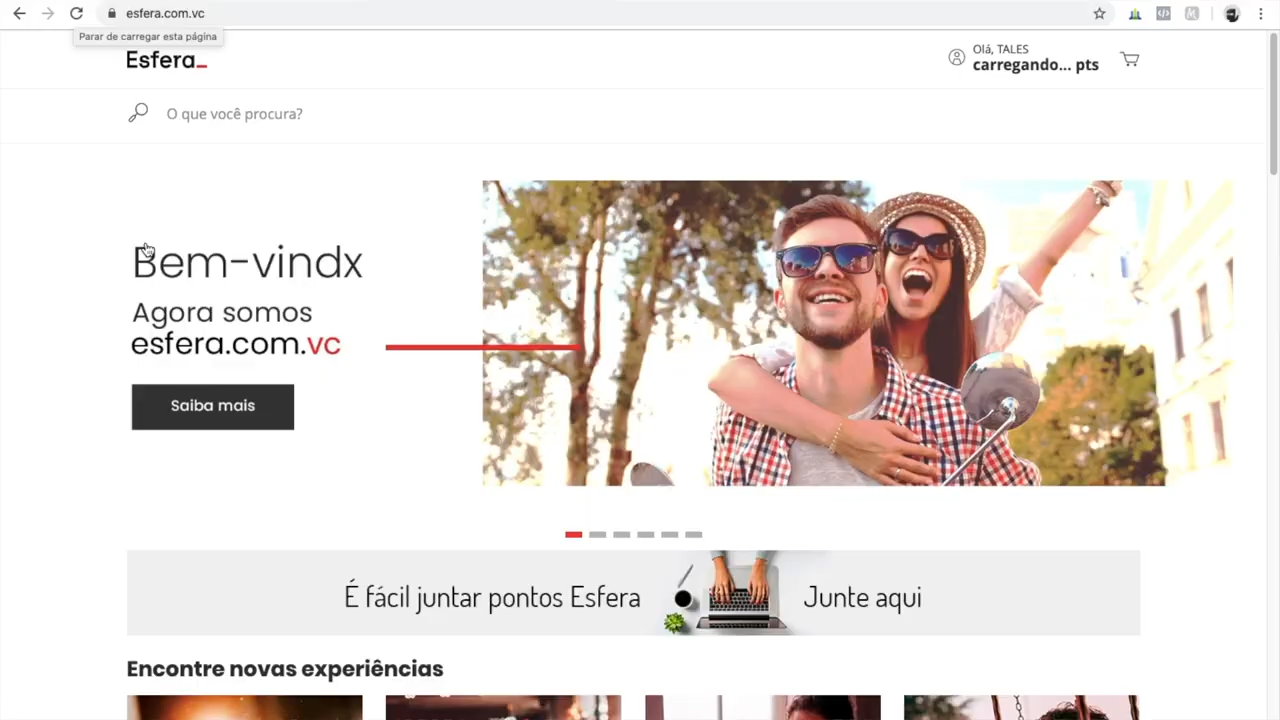 esfera.com.vc
Parar de carregar esta página
Esfera_
Olá, TALES
carregando... pts
O que você procura?
Bem-vindx
Agora somos
esfera.com.vc
Saiba mais
É fácil juntar pontos Esfera
Junte aqui
Encontre novas experiências